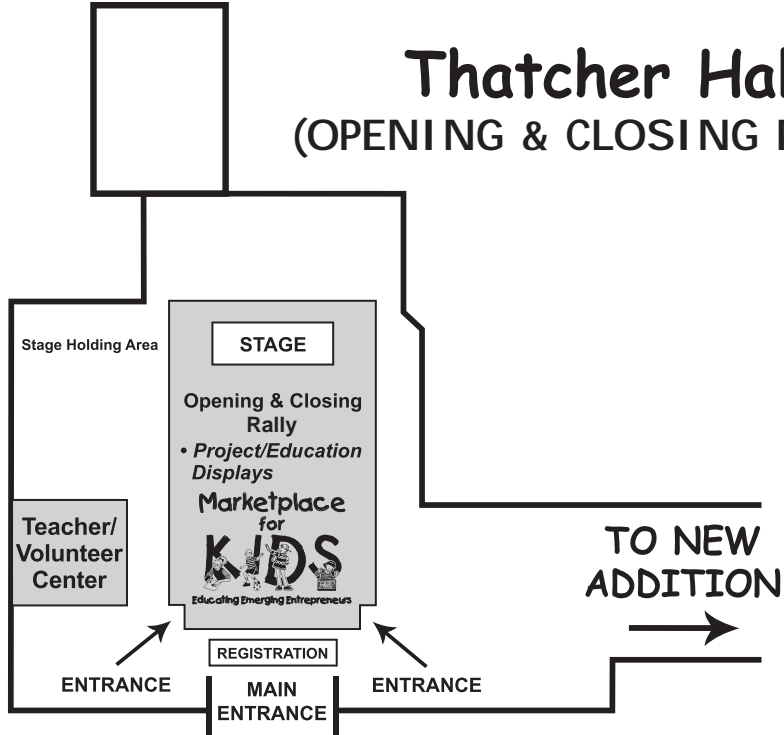 Thatcher Hal
(OPENING & CLOSING
Stage Holding Area
STAGE
Opening & Closing
Rally
• Project/Education
Displays
Marketplace
for
KIDS
Educating Emerging Entrepreneurs
Teacher/
Volunteer
Center
TO NEW
ADDITION
REGISTRATION
ENTRANCE
MAIN
ENTRANCE
ENTRANCE